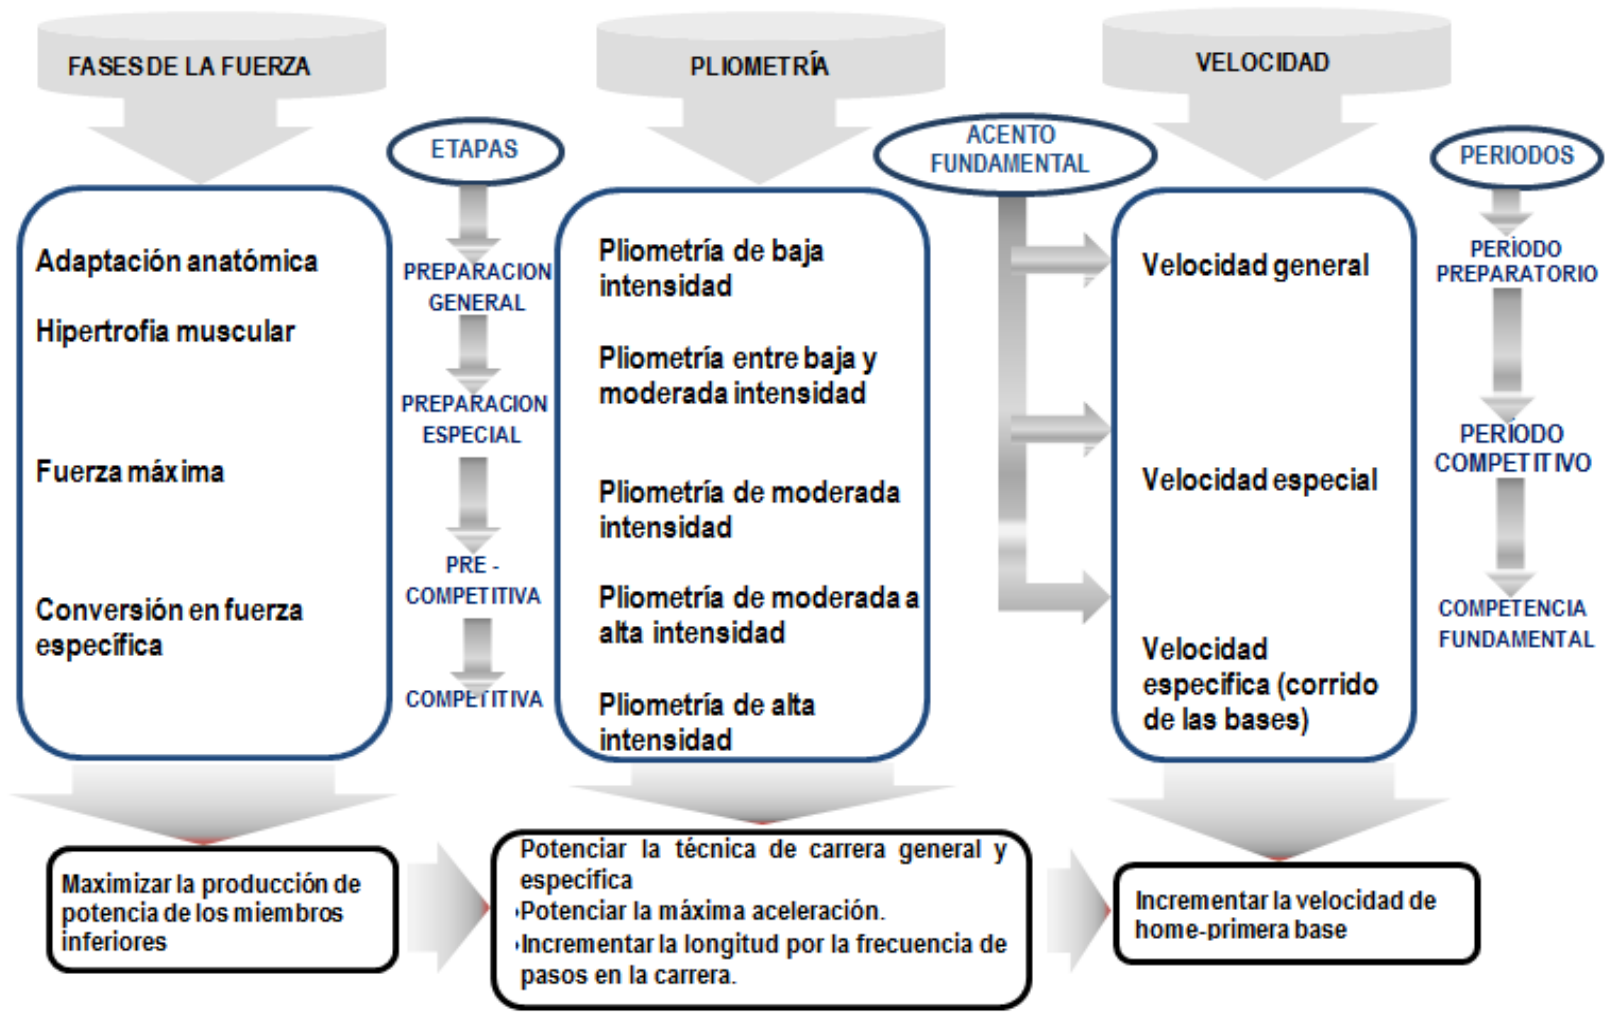 FASES DE LA FUERZA
PLIOMETRÍA
VELOCIDAD
ETAPAS
ACENTO
FUNDAMENTAL
PERIODOS
Adaptación anatómica
Hipertrofia muscular
Fuerza máxima
Conversión en fuerza
específica
PREPARACION
GENERAL
PREPARACION
ESPECIAL
PRE -
COMPETITIVA
COMPETITIVA
Pliometría de baja
intensidad
Pliometría entre baja y
moderada intensidad
Pliometría de moderada
intensidad
Pliometría de moderada a
alta intensidad
Pliometría de alta
intensidad
Velocidad general
Velocidad especial
Velocidad
especifica (corrido
de las bases)
PERÍODO
PREPARATORIO
PERÍODO
COMPETITIVO
COMPETENCIA
FUNDAMENTAL
Maximizar la producción de
potencia de los miembros
inferiores
Potenciar la técnica de carrera general y
específica
•Potenciar la máxima aceleración.
•Incrementar la longitud por la frecuencia de
pasos en la carrera.
Incrementar la velocidad de
home-primera base